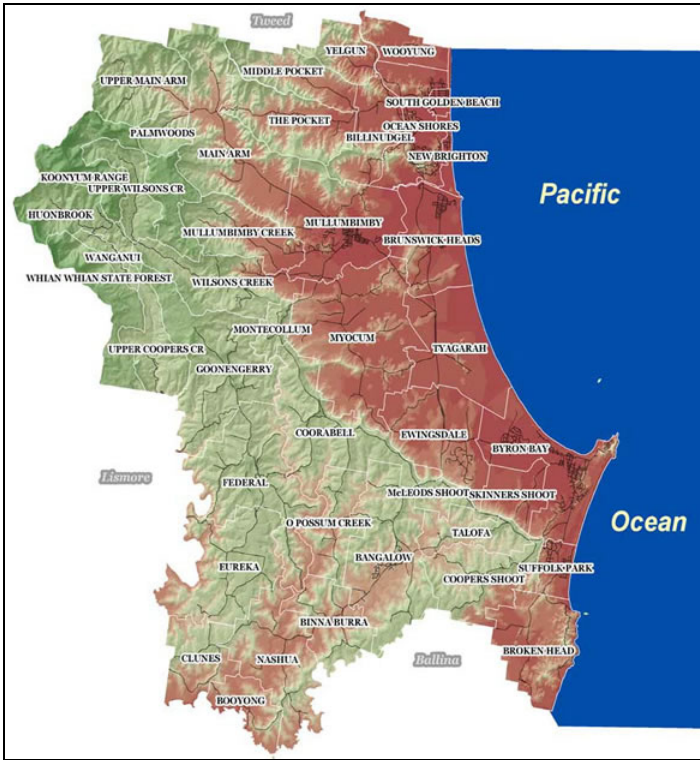 Tweed
YELGUN
WOOYUNG
MIDDLE POCKET
UPPER MAIN ARM
SOUTH GOLDEN BEACH
THE POCKET
OCEAN SHORES
PALMWOODS
BILLINUDGEL
MAIN ARM
NEW BRIGHTON
KOONYUM RANGE
UPPER WILSONS CR
Pacific
HUONBROOK
MULLUMBIMBY
MULLUMBIMBY CREEK
BRUNSWICK HEADS
WANGANUI
WHIAN WHIAN STATE FOREST
WILSONS CREEK
MONTECOLLUM
MYOCUM
TYAGARAH
UPPER COOPERS CR
GOONENGERRY
COORABELL
EWINGSDALE
BYRON BAY
Lismore
FEDERAL
McLEODS SHOOT
SKINNERS SHOOT
O POSSUM CREEK
TALOFA
Ocean
BANGALOW
EUREKA
SUFFOLK PARK
COOPERS SHOOT
BINNA BURRA
BROKEN HEAD
CLUNES
NASHUA
Ballina
BOOYONG